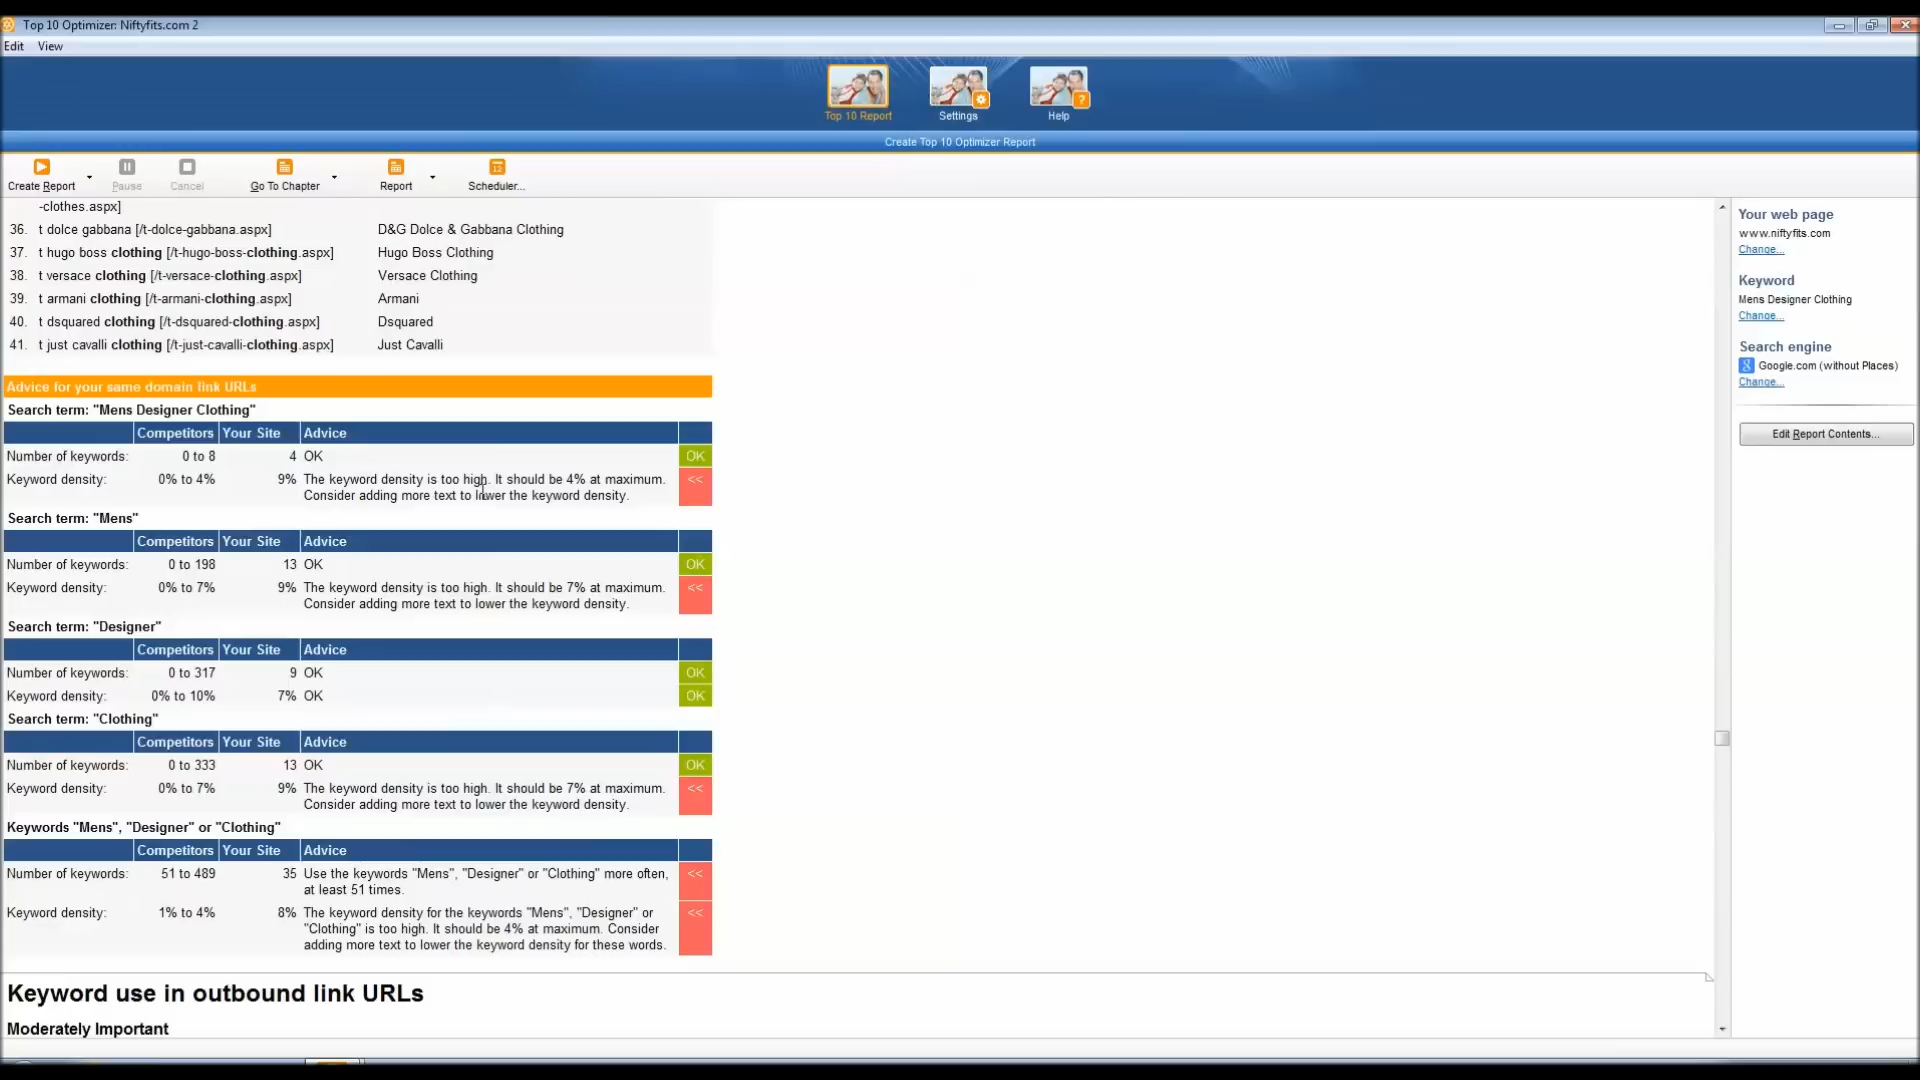 Top 10 Optimizer: Niftyfits.com 2
Edit View
Top 10 Report Settings Help
Create Top 10 Optimizer Report
Create Report Pause Cancel Go To Chapter Report Scheduler...
-clothes.aspx]
36. t dolce gabbana [/t-dolce-gabbana.aspx] D&G Dolce & Gabbana Clothing
37. t hugo boss clothing [/t-hugo-boss-clothing.aspx] Hugo Boss Clothing
38. t versace clothing [/t-versace-clothing.aspx] Versace Clothing
39. t armani clothing [/t-armani-clothing.aspx] Armani
40. t dsquared clothing [/t-dsquared-clothing.aspx] Dsquared
41. t just cavalli clothing [/t-just-cavalli-clothing.aspx] Just Cavalli
Advice for your same domain link URLs
Search term: "Mens Designer Clothing"
Competitors Your Site Advice
Number of keywords: 0 to 8 4 OK OK
Keyword density: 0% to 4% 9% The keyword density is too high. It should be 4% at maximum. <<
Consider adding more text to lower the keyword density.
Search term: "Mens"
Competitors Your Site Advice
Number of keywords: 0 to 198 13 OK OK
Keyword density: 0% to 7% 9% The keyword density is too high. It should be 7% at maximum. <<
Consider adding more text to lower the keyword density.
Search term: "Designer"
Competitors Your Site Advice
Number of keywords: 0 to 317 9 OK OK
Keyword density: 0% to 10% 7% OK OK
Search term: "Clothing"
Competitors Your Site Advice
Number of keywords: 0 to 333 13 OK OK
Keyword density: 0% to 7% 9% The keyword density is too high. It should be 7% at maximum. <<
Consider adding more text to lower the keyword density.
Keywords "Mens", "Designer" or "Clothing"
Competitors Your Site Advice
Number of keywords: 51 to 489 35 Use the keywords "Mens", "Designer" or "Clothing" more often, <<
at least 51 times.
Keyword density: 1% to 4% 8% The keyword density for the keywords "Mens", "Designer" or <<
"Clothing" is too high. It should be 4% at maximum. Consider
adding more text to lower the keyword density for these words.
Keyword use in outbound link URLs
Moderately Important
Your web page
www.niftyfits.com
Change...
Keyword
Mens Designer Clothing
Change...
Search engine
Google.com (without Places)
Change...
Edit Report Contents...